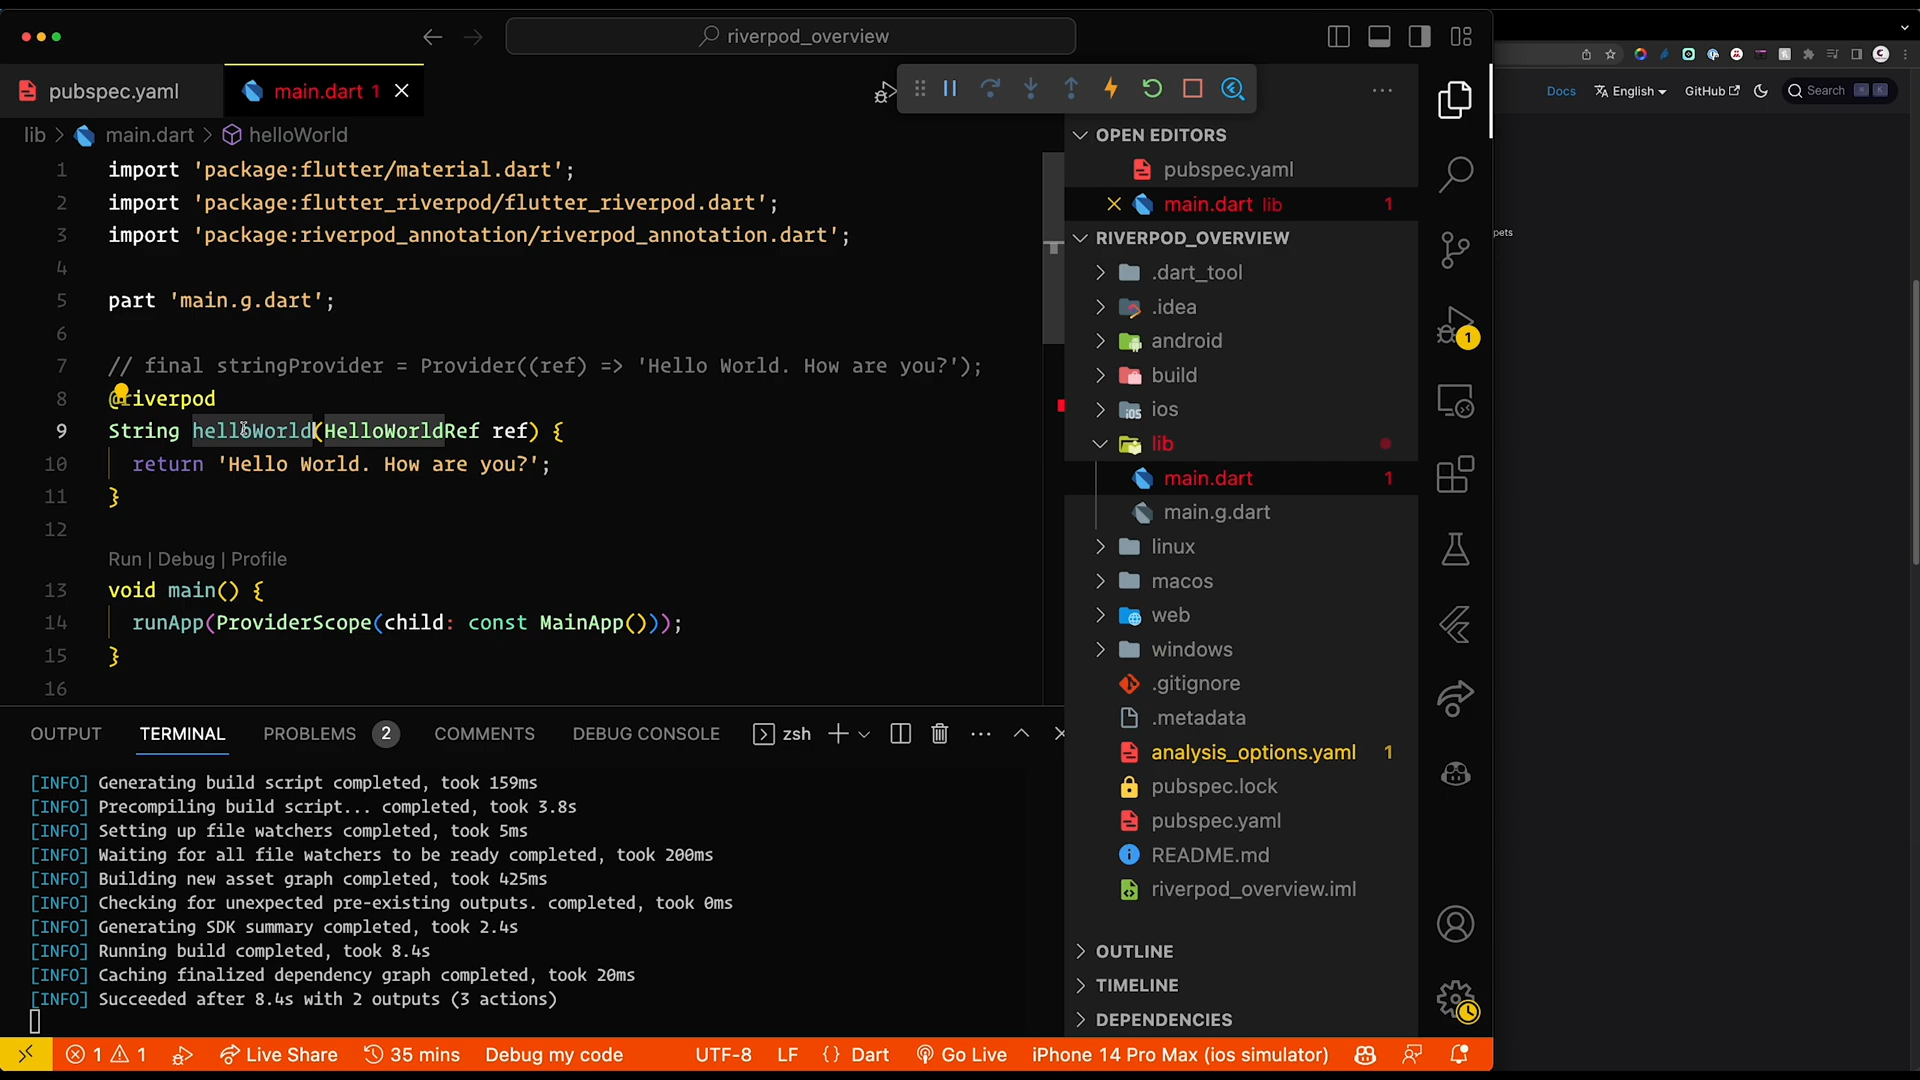 riverpod_overview
pubspec.yaml
main.dart 1
lib > main.dart > helloWorld
1 import 'package:flutter/material.dart';
2 import 'package:flutter_riverpod/flutter_riverpod.dart';
3 import 'package:riverpod_annotation/riverpod_annotation.dart';
4
5 part 'main.g.dart';
6
7 // final stringProvider = Provider((ref) => 'Hello World. How are you?');
8 @riverpod
9 String helloWorld(HelloWorldRef ref) {
10 return 'Hello World. How are you?';
11 }
12
Run | Debug | Profile
13 void main() {
14 runApp(ProviderScope(child: const MainApp()));
15 }
16
OPEN EDITORS
pubspec.yaml
main.dart lib 1
RIVERPOD_OVERVIEW
.dart_tool
.idea
android
build
ios
lib
main.dart 1
main.g.dart
linux
macos
web
windows
.gitignore
.metadata
analysis_options.yaml 1
pubspec.lock
pubspec.yaml
README.md
riverpod_overview.iml
OUTLINE
TIMELINE
DEPENDENCIES
1
Docs English GitHub Search K
pets
OUTPUT TERMINAL PROBLEMS 2 COMMENTS DEBUG CONSOLE zsh
[INFO] Generating build script completed, took 159ms
[INFO] Precompiling build script... completed, took 3.8s
[INFO] Setting up file watchers completed, took 5ms
[INFO] Waiting for all file watchers to be ready completed, took 200ms
[INFO] Building new asset graph completed, took 425ms
[INFO] Checking for unexpected pre-existing outputs. completed, took 0ms
[INFO] Generating SDK summary completed, took 2.4s
[INFO] Running build completed, took 8.4s
[INFO] Caching finalized dependency graph completed, took 20ms
[INFO] Succeeded after 8.4s with 2 outputs (3 actions)
1 1 Live Share 35 mins Debug my code UTF-8 LF {} Dart Go Live iPhone 14 Pro Max (ios simulator)